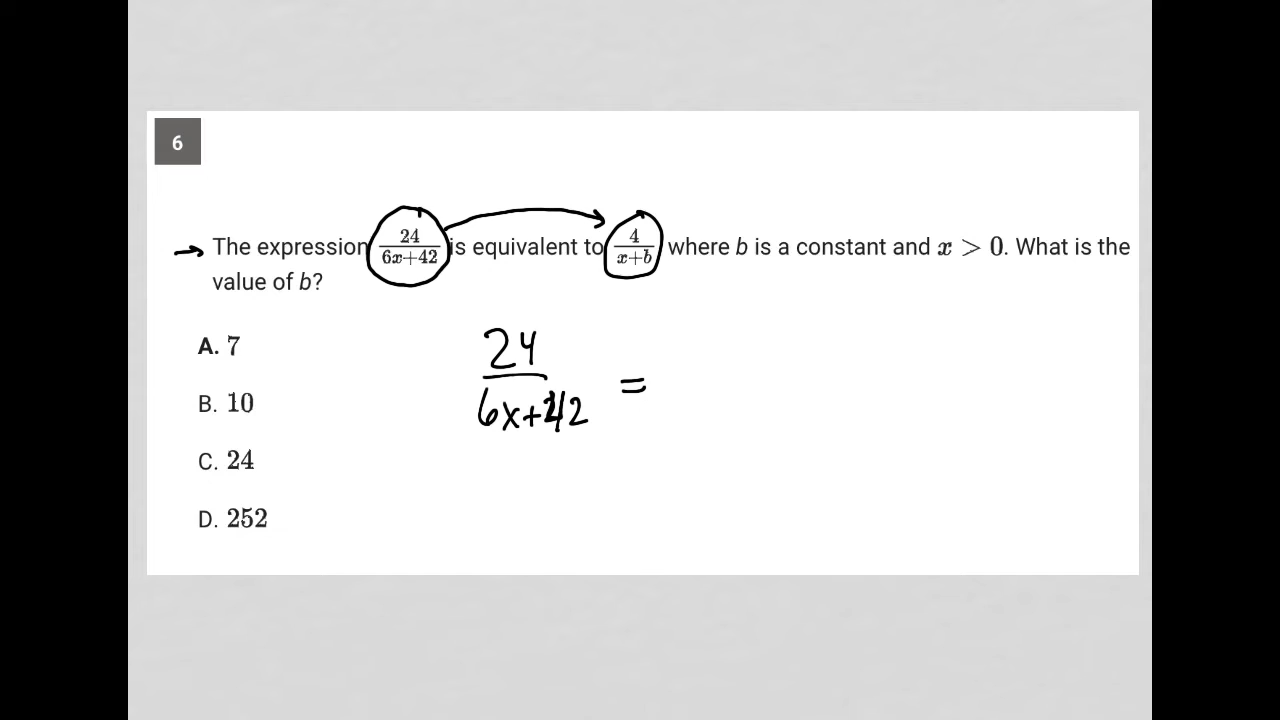 6
The expression 24/(6x+42) is equivalent to 4/(x+b) where b is a constant and x > 0. What is the
value of b?
A. 7
B. 10
C. 24
D. 252
24/(6x+42) =